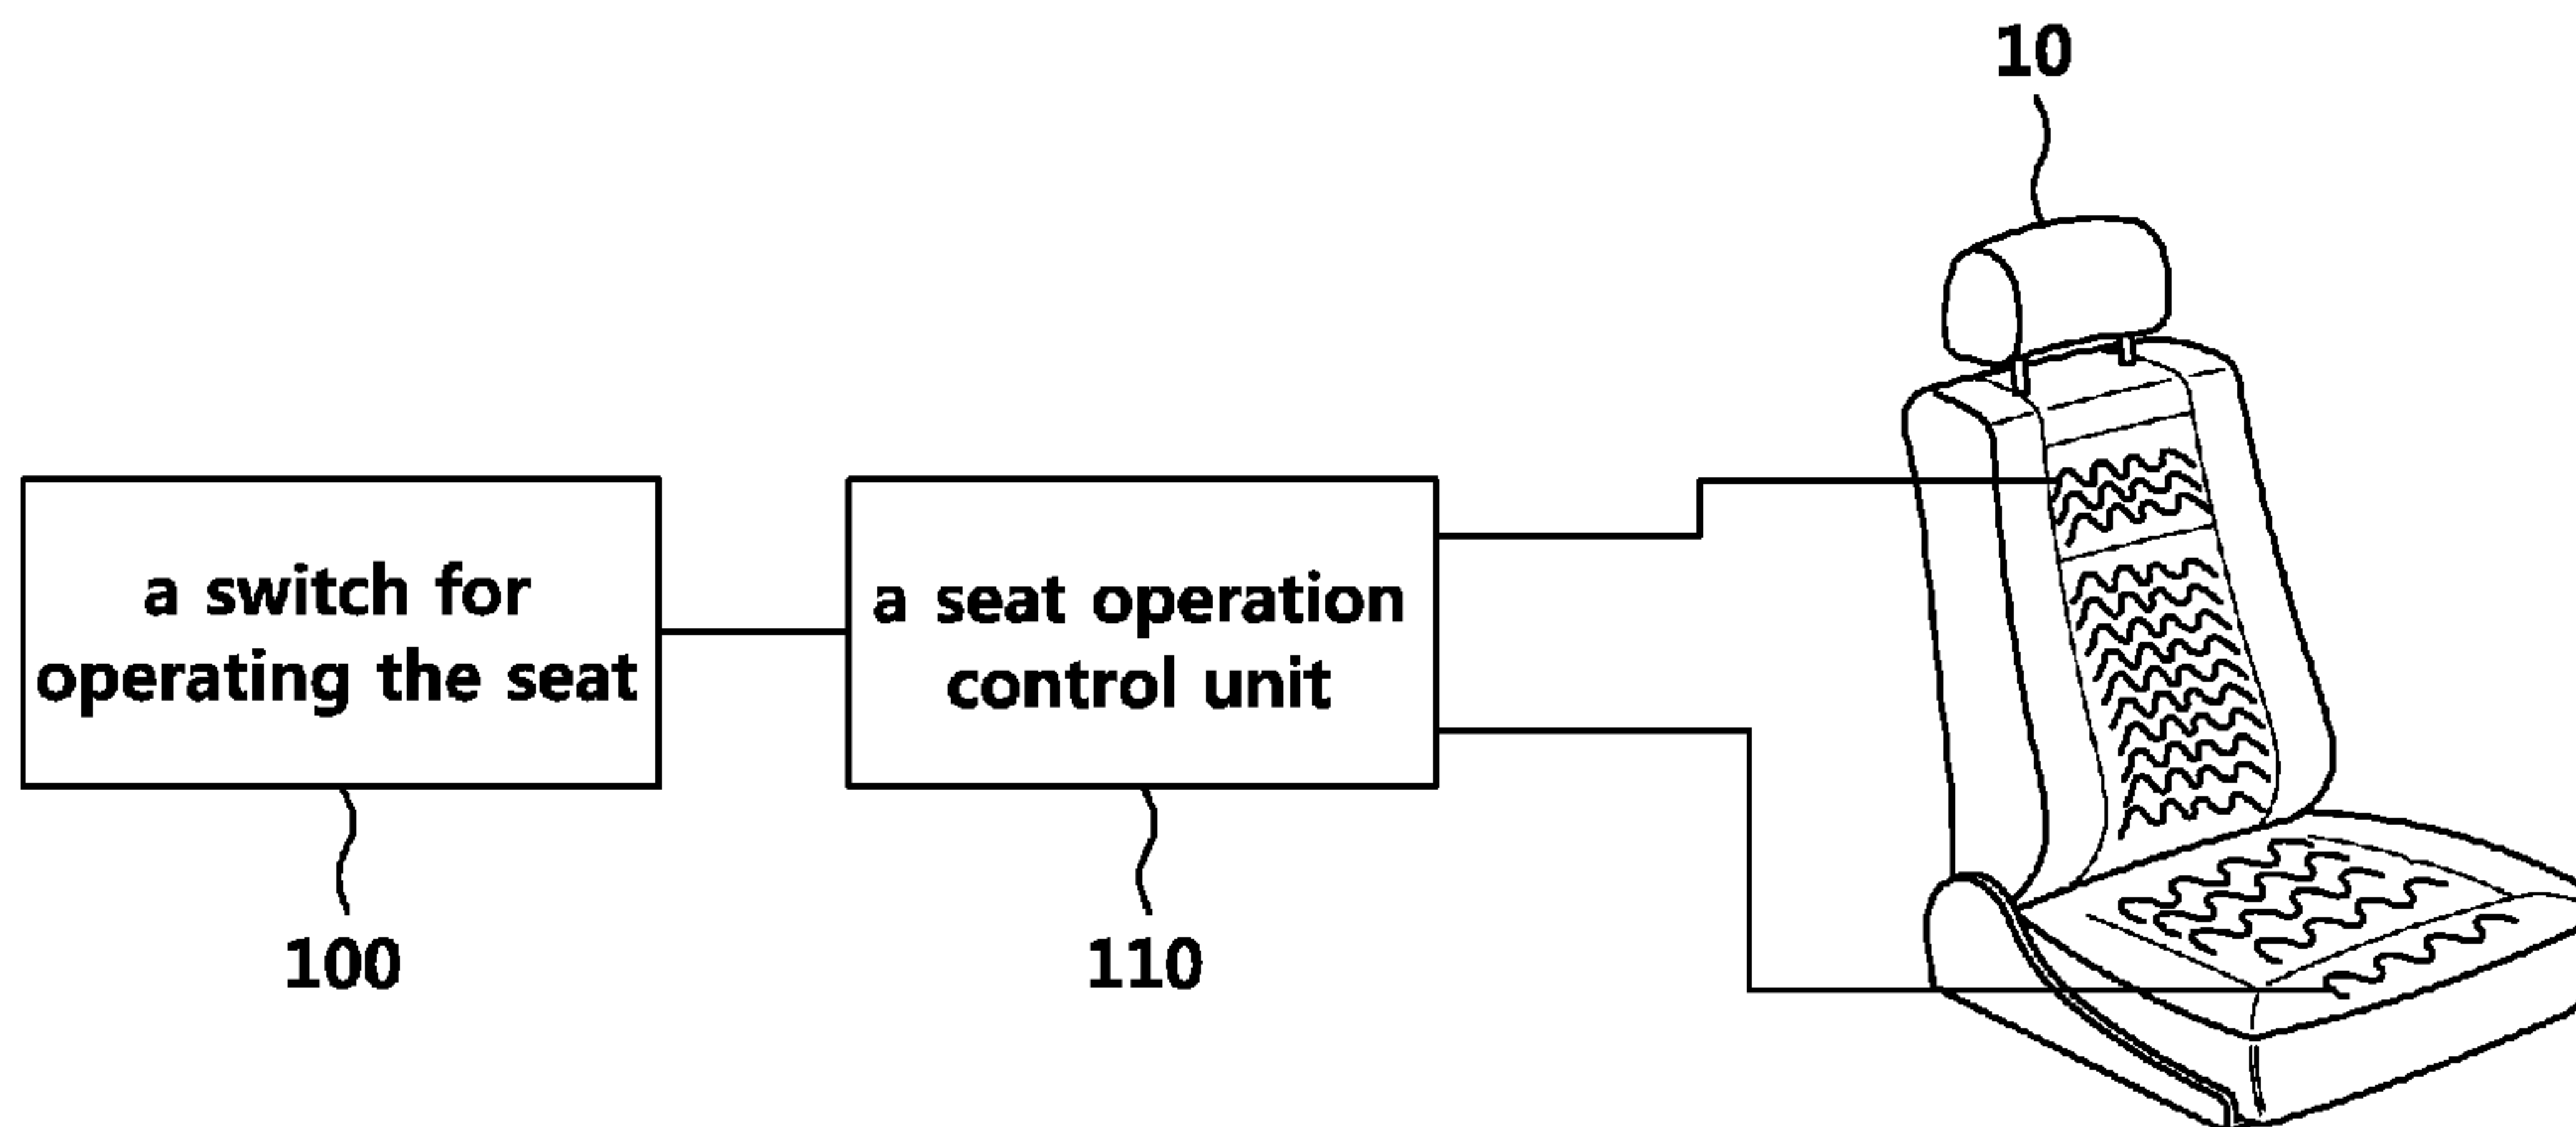 10
a switch for
operating the seat
a seat operation
control unit
100
110